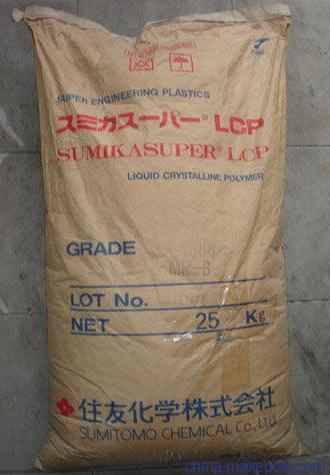 SUPER ENGINEERING PLASTICS
スミカスーパー® LCP
SUMIKASUPER® LCP
LIQUID CRYSTALLINE POLYMER
GRADE
MR-B
LOT No.
NET 25 Kg
住友化学株式会社
SUMITOMO CHEMICAL Co., Ltd.
china.makepolo.com